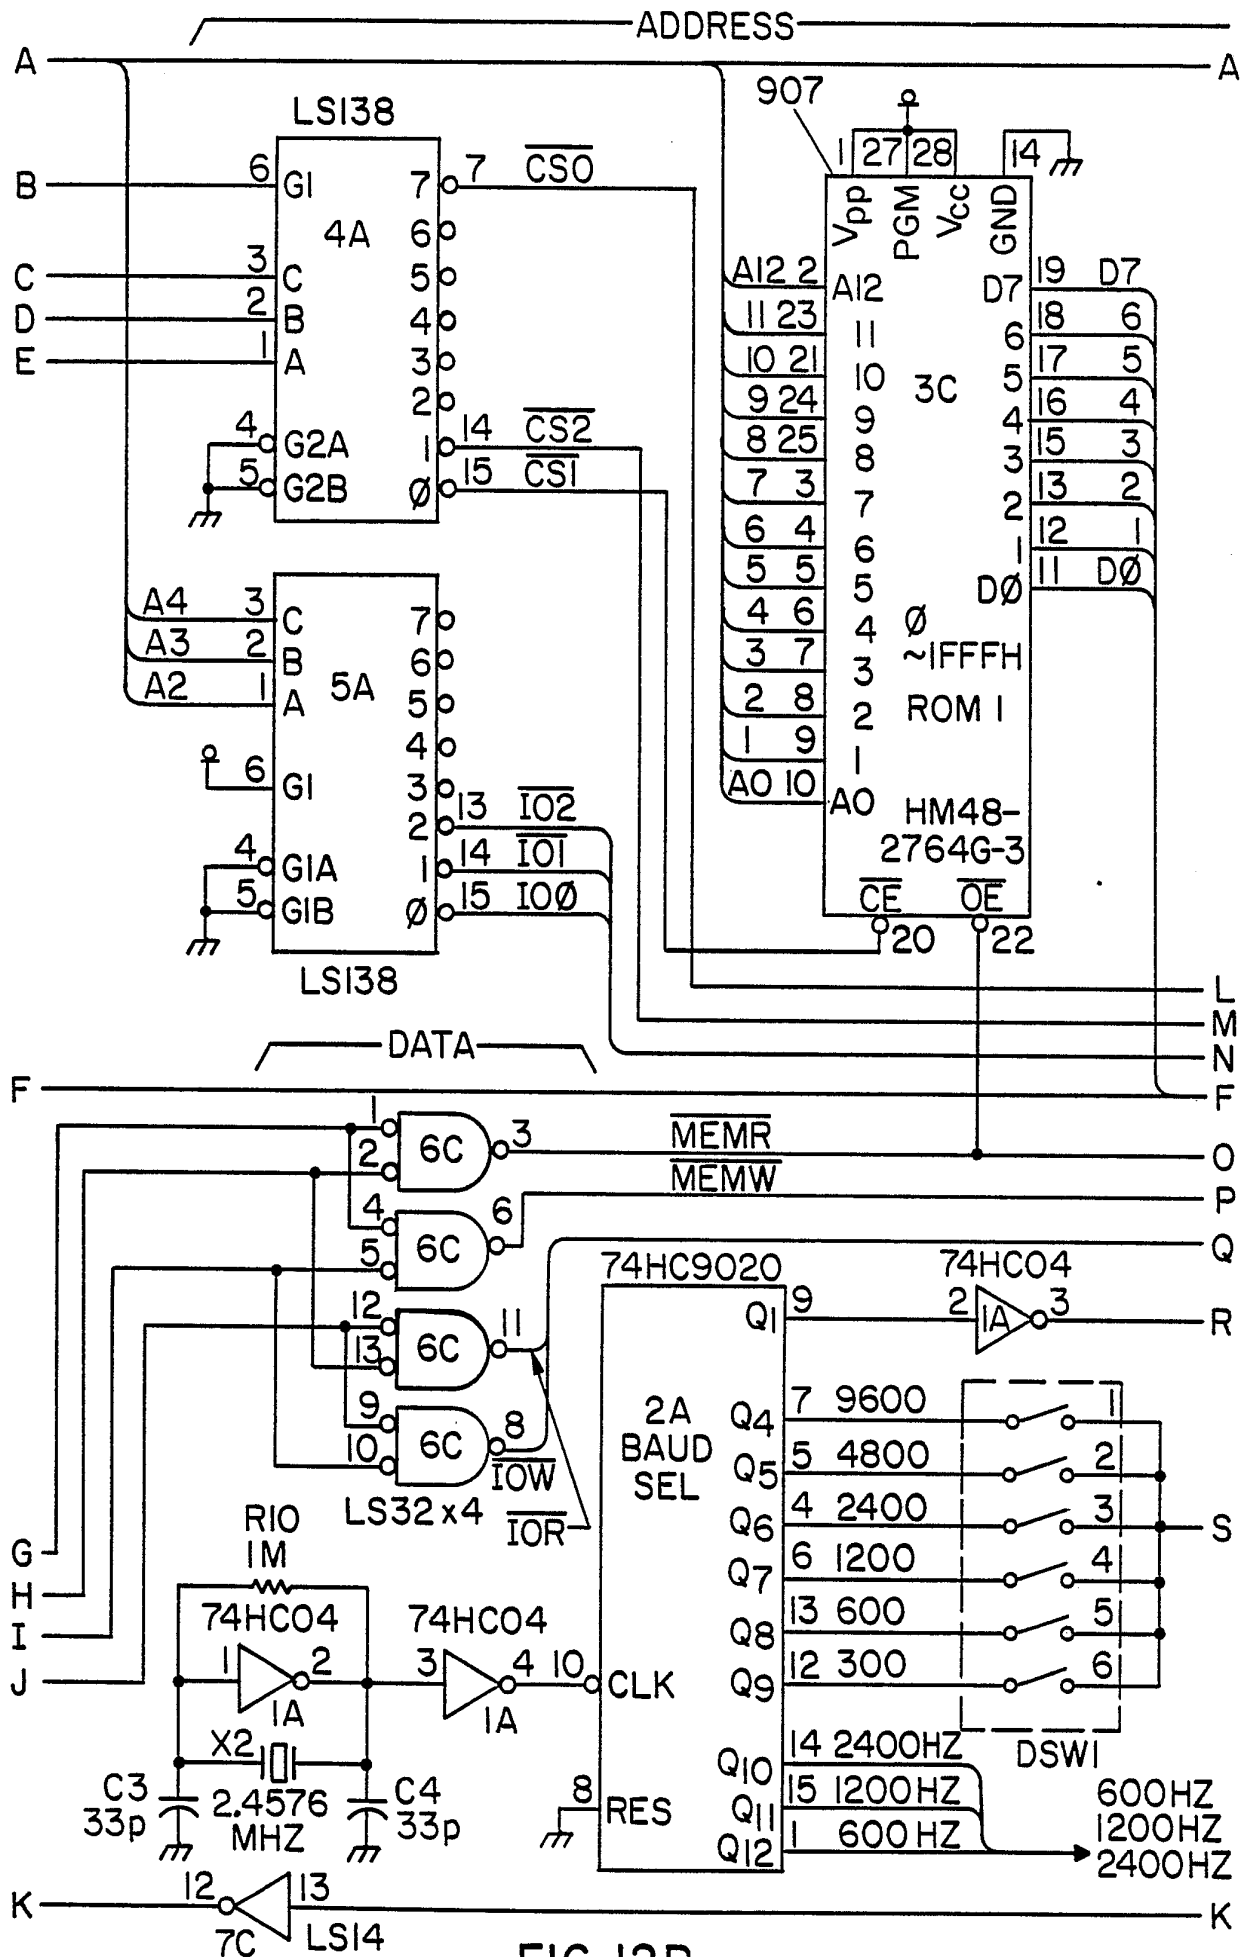 ADDRESS
A
A
907
LS138
1 27 28 14
Vpp PGM Vcc GND
B
6 G1 7 7 CS0
4A 6
C
3 C 5
D
2 B 4
E
1 A 3
2
4 G2A 1 14 CS2
5 G2B Ø 15 CS1
A12 2 A12 D7 19 D7
11 23 11 6 18 6
10 21 10 3C 5 17 5
9 24 9 4 16 4
8 25 8 3 15 3
7 3 7 2 13 2
6 4 6 1 12 1
5 5 5 DØ 11 DØ
4 6 4 Ø
3 7 3 ~1FFFH
2 8 2 ROM 1
1 9 1
A0 10 A0
HM48-
2764G-3
CE OE
20 22
A4 3 C 7
A3 2 B 6
A2 1 A 5A 5
4
6 G1 3
2 13 IO2
4 G1A 1 14 IO1
5 G1B Ø 15 IOØ
LS138
L
M
N
DATA
F
F
1
2 6C 3 MEMR
O
4
5 6C 6 MEMW
P
Q
12
13 6C 11
9
10 6C 8
IOW
LS32 x4
IOR
74HC9020
74HC04
Q1 9 2 1A 3 R
2A
BAUD
SEL
Q4 7 9600 1
Q5 5 4800 2
Q6 4 2400 3 S
Q7 6 1200 4
Q8 13 600 5
Q9 12 300 6
DSW1
G
H
I
J
R10
1M
74HC04 74HC04
1 2 3 4 10 CLK
1A 1A
X2
C3
33p
2.4576
MHZ
C4
33p
8 RES
Q10 14 2400HZ
Q11 15 1200HZ
Q12 1 600 HZ
600HZ
1200HZ
2400HZ
K 12 13 K
7C LS14
FIG. 12B